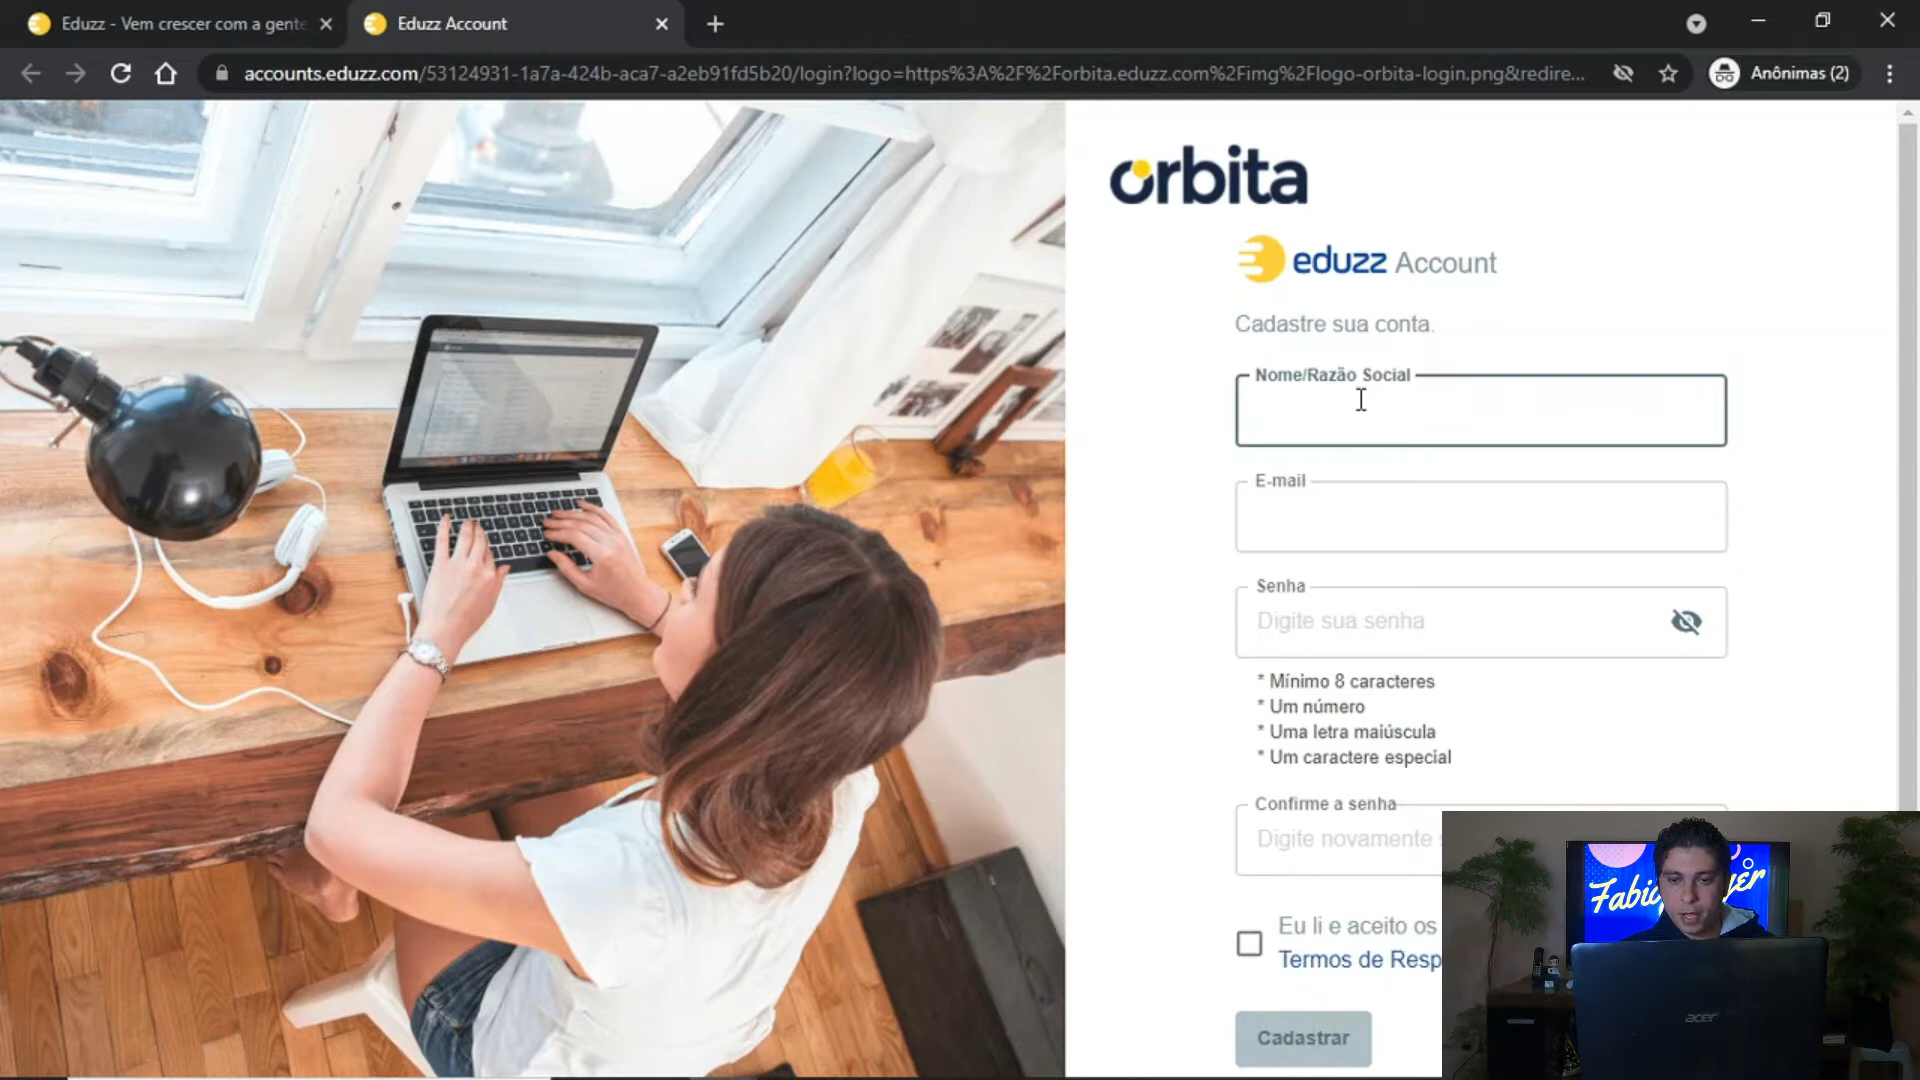 Eduzz - Vem crescer com a gente
Eduzz Account
accounts.eduzz.com/53124931-1a7a-424b-aca7-a2eb91fd5b20/login?logo=https%3A%2F%2Forbita.eduzz.com%2Fimg%2Flogo-orbita-login.png&redire...
Anônimas (2)
orbita
eduzz Account
Cadastre sua conta.
Nome/Razão Social
E-mail
Senha
Digite sua senha
* Mínimo 8 caracteres
* Um número
* Uma letra maiúscula
* Um caractere especial
Confirme a senha
Digite novamente
Eu li e aceito os
Termos de Resp
Cadastrar
acer